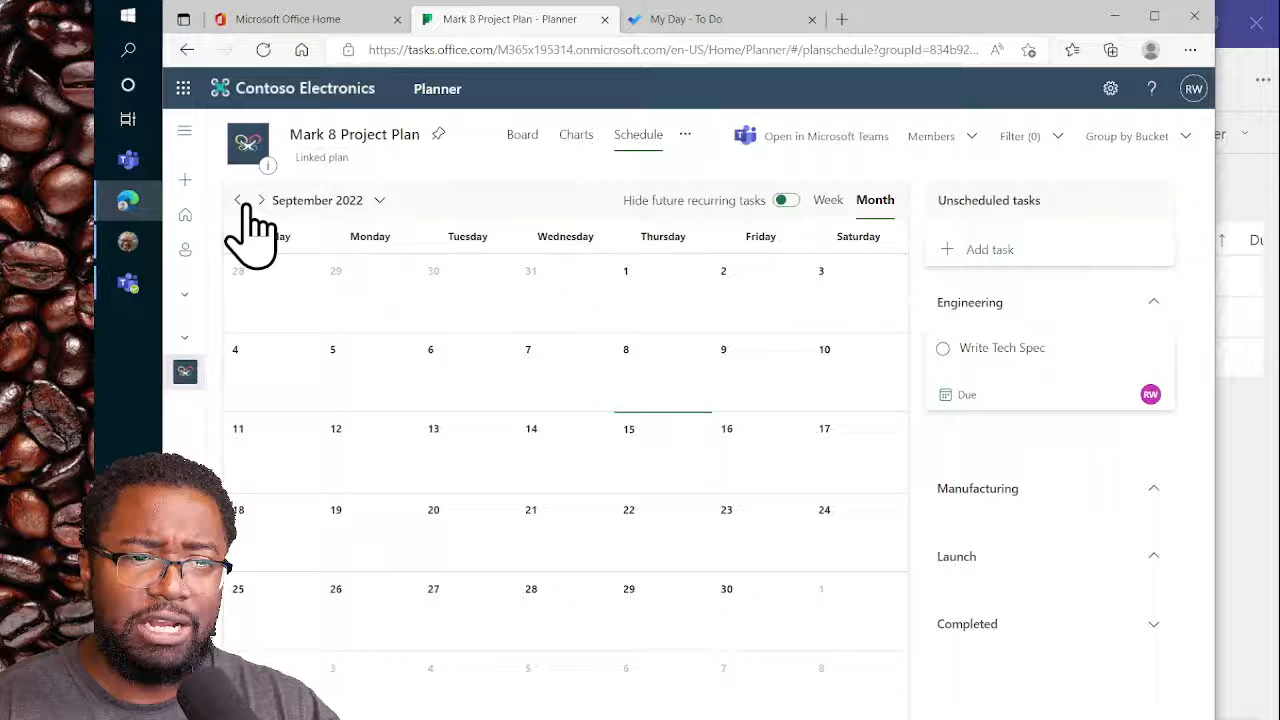 Microsoft Office Home
Mark 8 Project Plan - Planner
My Day - To Do
https://tasks.office.com/M365x195314.onmicrosoft.com/en-US/Home/Planner/#/planschedule?groupId=834b92...
Contoso Electronics
Planner
RW
Mark 8 Project Plan
Linked plan
Board
Charts
Schedule
Open in Microsoft Teams
Members
Filter (0)
Group by Bucket
September 2022
Hide future recurring tasks
Week
Month
Unscheduled tasks
Add task
Monday
Tuesday
Wednesday
Thursday
Friday
Saturday
28 29 30 31 1 2 3
4 5 6 7 8 9 10
11 12 13 14 15 16 17
18 19 20 21 22 23 24
25 26 27 28 29 30 1
3 4 5 6 7 8
Engineering
Write Tech Spec
Due
RW
Manufacturing
Launch
Completed